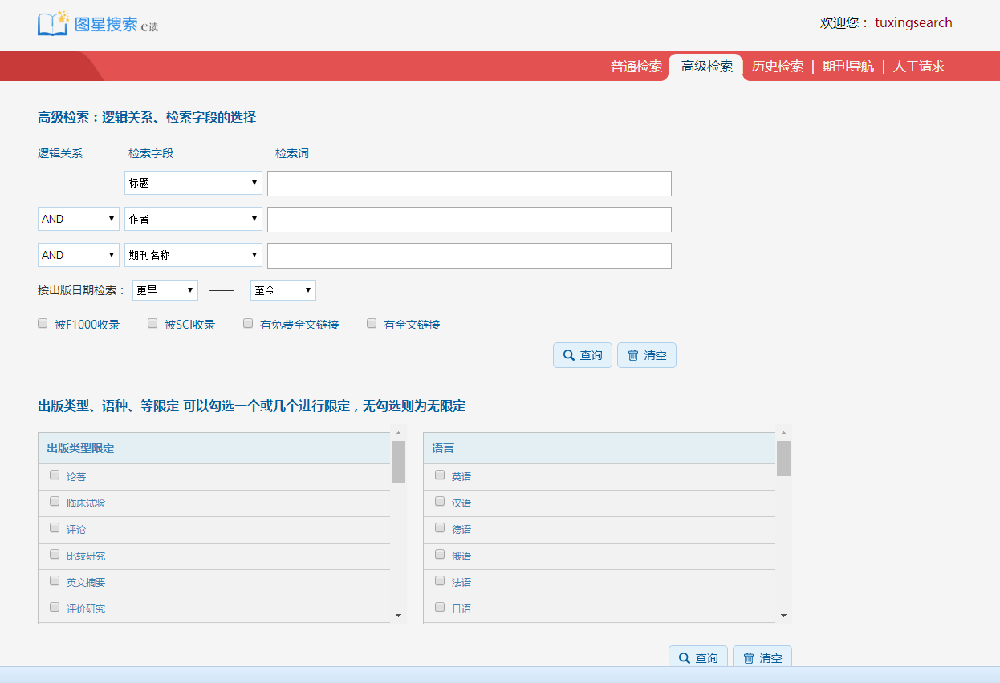 图星搜索 e读
欢迎您： tuxingsearch
普通检索 高级检索 历史检索 | 期刊导航 | 人工请求
高级检索：逻辑关系、检索字段的选择
逻辑关系 检索字段 检索词
标题
AND 作者
AND 期刊名称
按出版日期检索： 更早 —— 至今
被F1000收录 被SCI收录 有免费全文链接 有全文链接
查询 清空
出版类型、语种、等限定 可以勾选一个或几个进行限定，无勾选则为无限定
出版类型限定 语言
论著 英语
临床试验 汉语
评论 德语
比较研究 俄语
英文摘要 法语
评价研究 日语
查询 清空